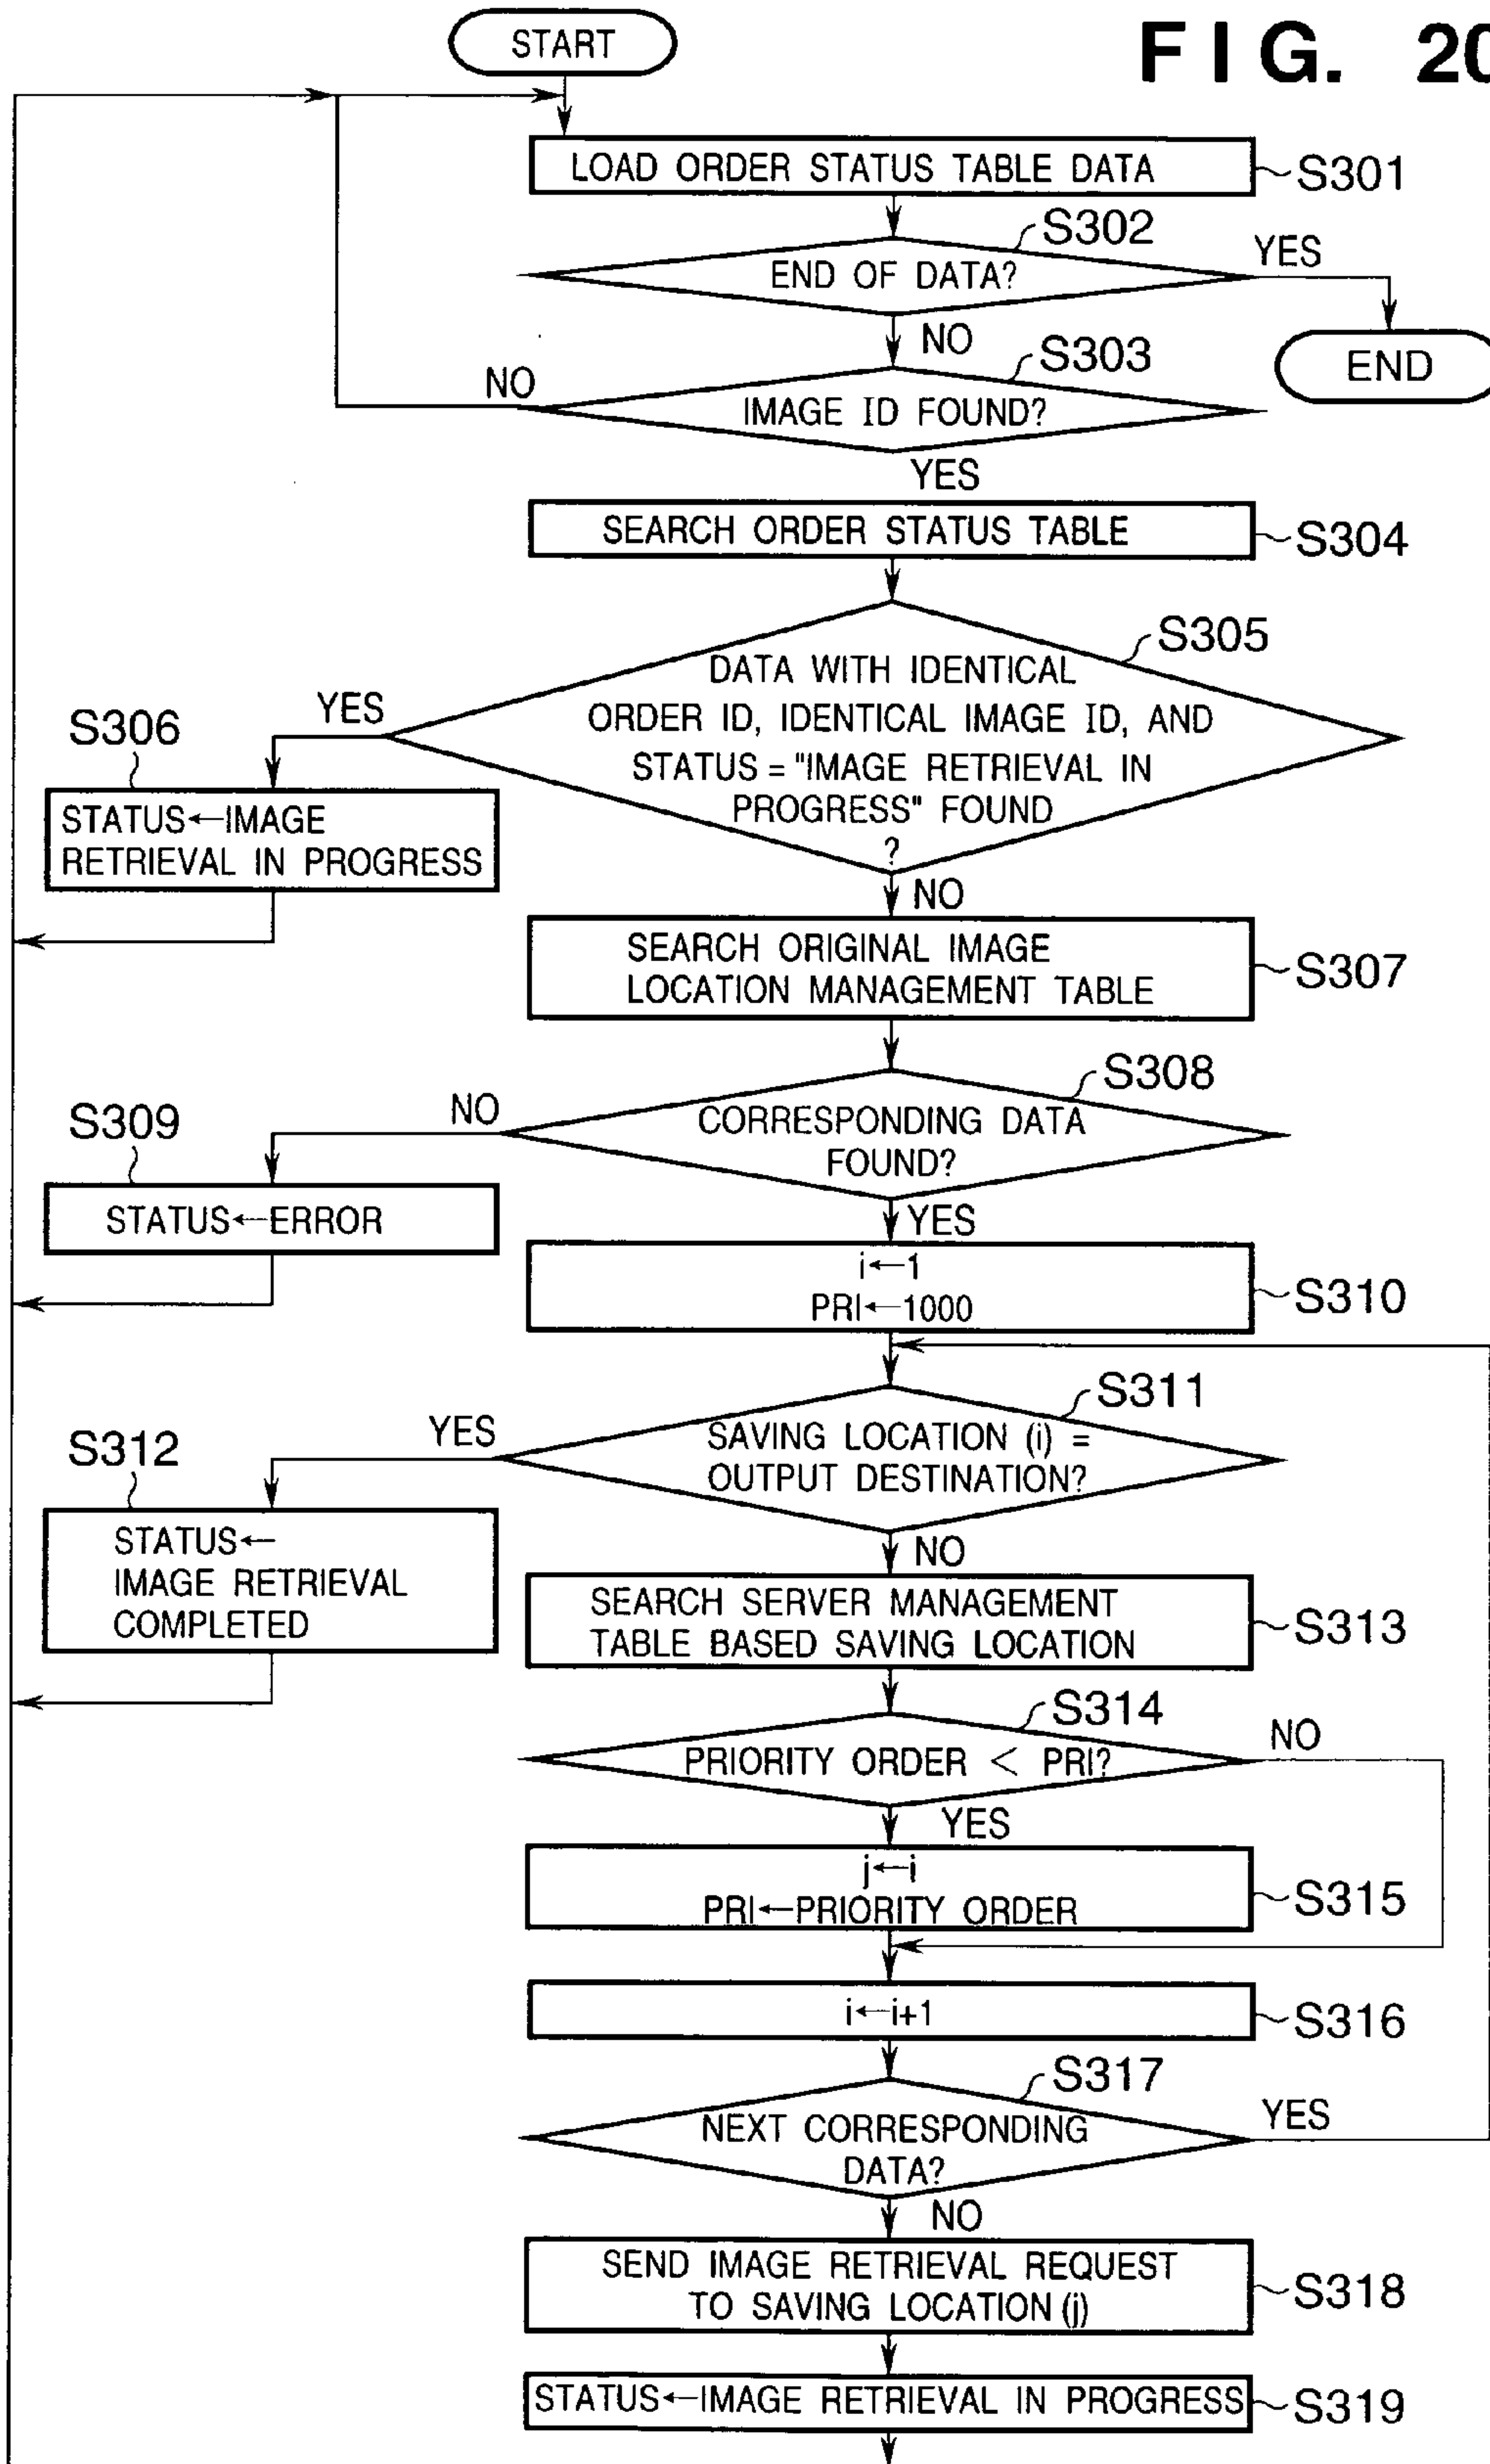 START
FIG. 20
LOAD ORDER STATUS TABLE DATA
S301
S302
END OF DATA?
YES
NO
END
S303
NO
IMAGE ID FOUND?
YES
SEARCH ORDER STATUS TABLE
S304
S305
DATA WITH IDENTICAL
ORDER ID, IDENTICAL IMAGE ID, AND
STATUS = "IMAGE RETRIEVAL IN
PROGRESS" FOUND
?
YES
S306
STATUS←IMAGE
RETRIEVAL IN PROGRESS
NO
SEARCH ORIGINAL IMAGE
LOCATION MANAGEMENT TABLE
S307
S308
CORRESPONDING DATA
FOUND?
NO
S309
STATUS←ERROR
YES
i←1
PRI←1000
S310
S311
SAVING LOCATION (i) =
OUTPUT DESTINATION?
YES
S312
STATUS←
IMAGE RETRIEVAL
COMPLETED
NO
SEARCH SERVER MANAGEMENT
TABLE BASED SAVING LOCATION
S313
S314
PRIORITY ORDER < PRI?
NO
YES
j←i
PRI←PRIORITY ORDER
S315
i←i+1
S316
S317
NEXT CORRESPONDING
DATA?
YES
NO
SEND IMAGE RETRIEVAL REQUEST
TO SAVING LOCATION (j)
S318
STATUS←IMAGE RETRIEVAL IN PROGRESS
S319